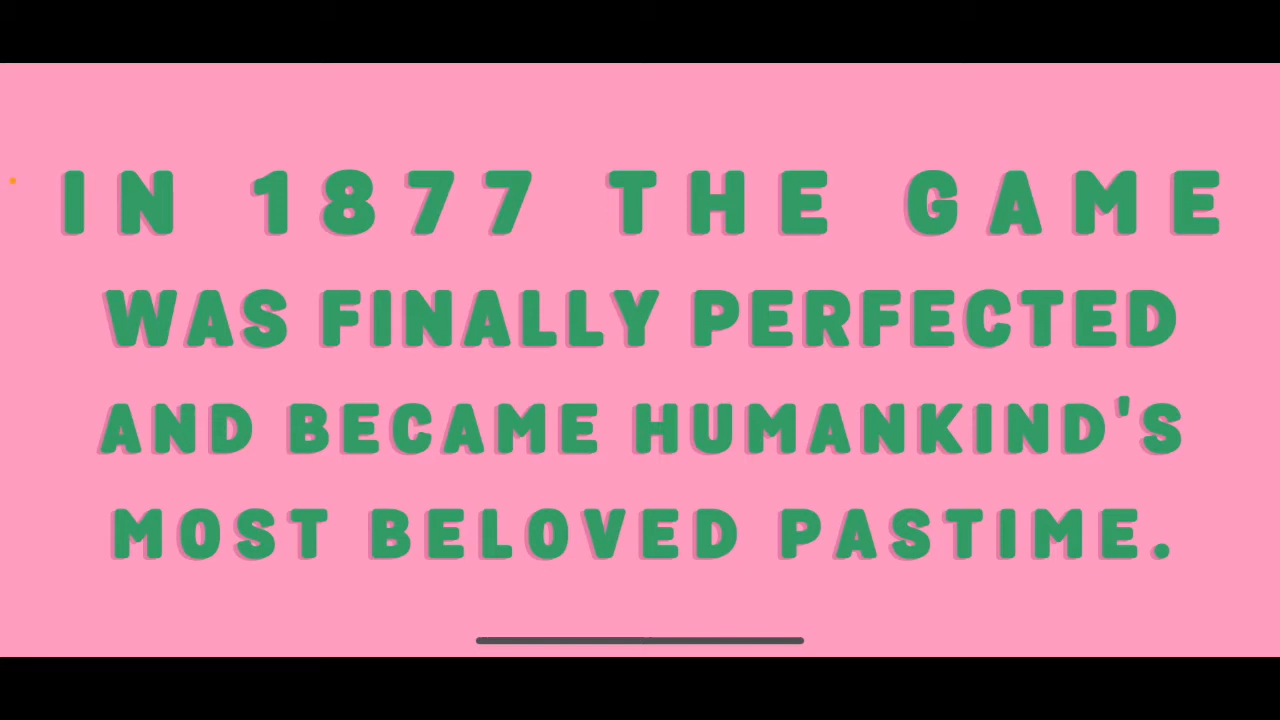 IN 1877 THE GAME
WAS FINALLY PERFECTED
AND BECAME HUMANKIND'S
MOST BELOVED PASTIME.